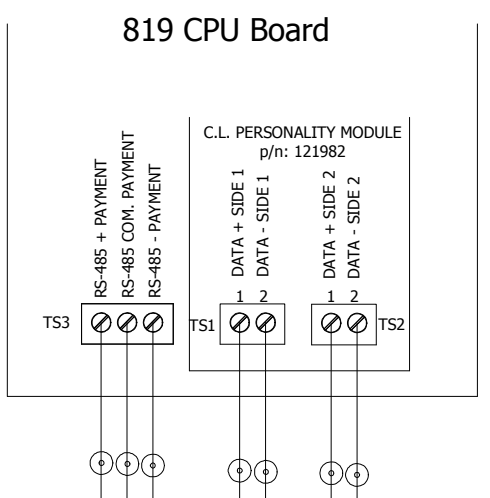 819 CPU Board
C.L. PERSONALITY MODULE
p/n: 121982
RS-485 + PAYMENT
RS-485 COM. PAYMENT
RS-485 - PAYMENT
DATA + SIDE 1
DATA - SIDE 1
DATA + SIDE 2
DATA - SIDE 2
1 2
1 2
TS3
TS1
TS2